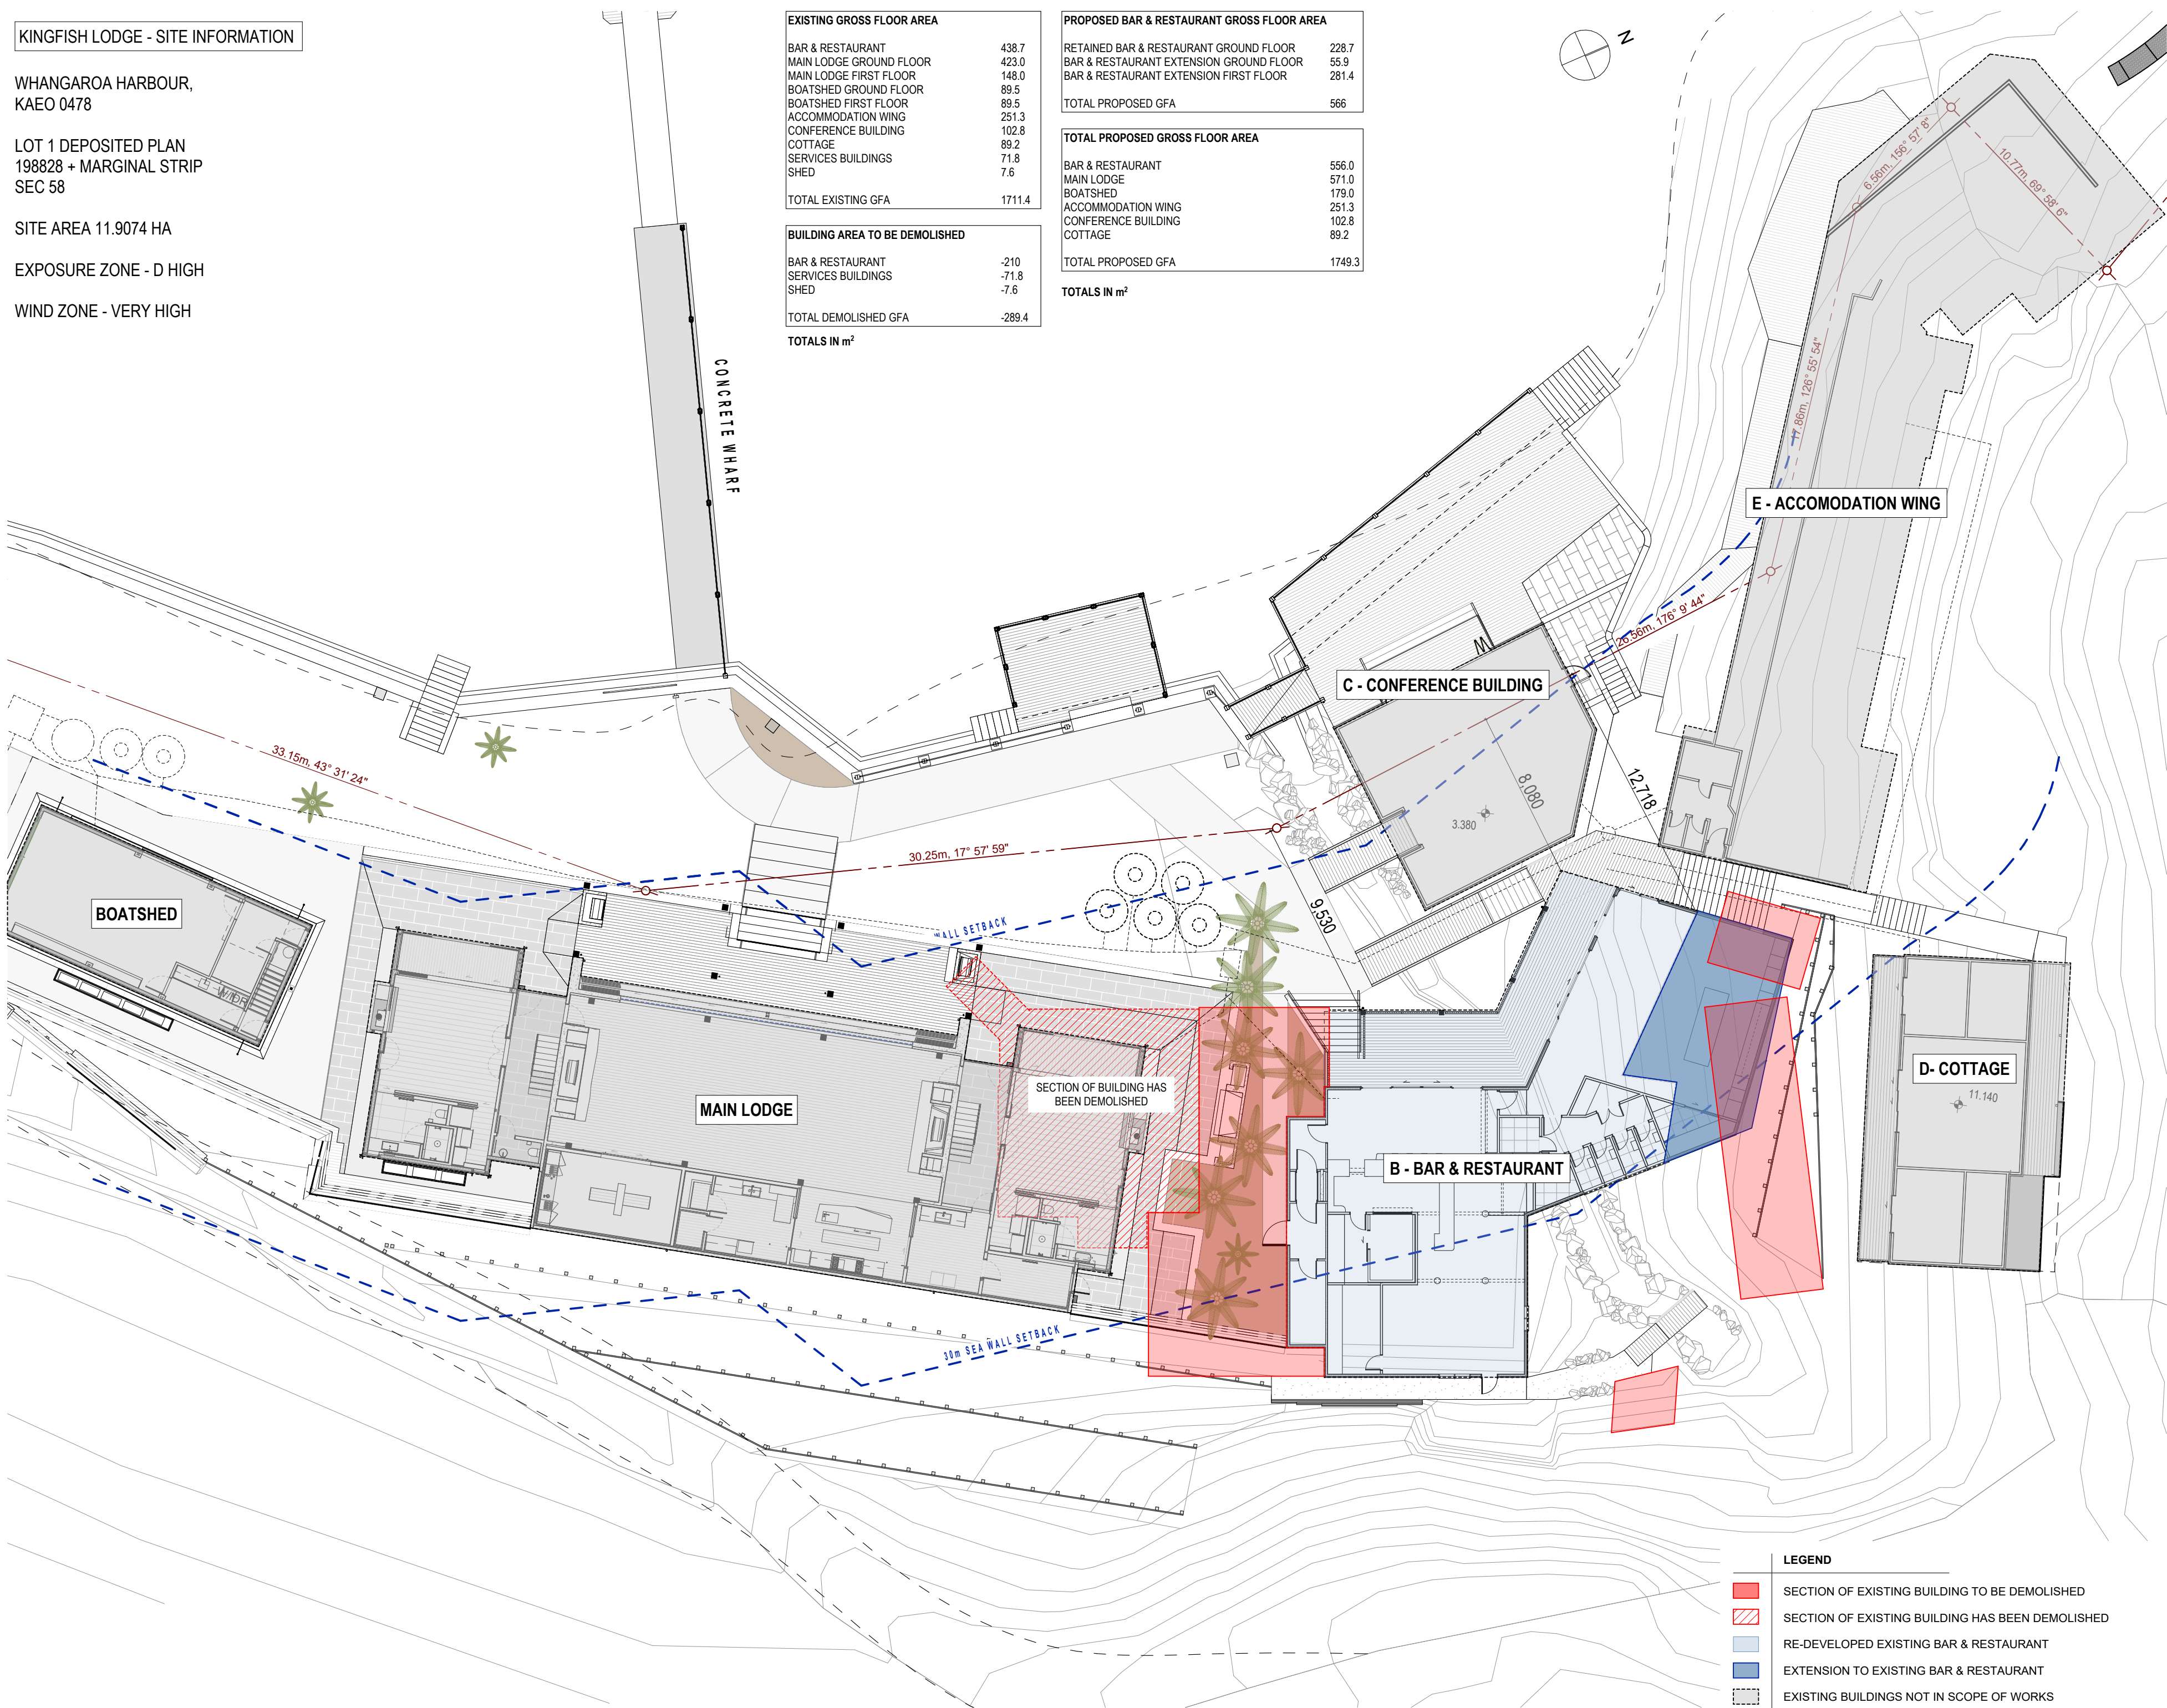 KINGFISH LODGE - SITE INFORMATION
WHANGAROA HARBOUR,
KAEO 0478
LOT 1 DEPOSITED PLAN
198828 + MARGINAL STRIP
SEC 58
SITE AREA 11.9074 HA
EXPOSURE ZONE - D HIGH
WIND ZONE - VERY HIGH
EXISTING GROSS FLOOR AREA
BAR & RESTAURANT 438.7
MAIN LODGE GROUND FLOOR 423.0
MAIN LODGE FIRST FLOOR 148.0
BOATSHED GROUND FLOOR 89.5
BOATSHED FIRST FLOOR 89.5
ACCOMMODATION WING 251.3
CONFERENCE BUILDING 102.8
COTTAGE 89.2
SERVICES BUILDINGS 71.8
SHED 7.6
TOTAL EXISTING GFA 1711.4
BUILDING AREA TO BE DEMOLISHED
BAR & RESTAURANT -210
SERVICES BUILDINGS -71.8
SHED -7.6
TOTAL DEMOLISHED GFA -289.4
TOTALS IN m²
PROPOSED BAR & RESTAURANT GROSS FLOOR AREA
RETAINED BAR & RESTAURANT GROUND FLOOR 228.7
BAR & RESTAURANT EXTENSION GROUND FLOOR 55.9
BAR & RESTAURANT EXTENSION FIRST FLOOR 281.4
TOTAL PROPOSED GFA 566
TOTAL PROPOSED GROSS FLOOR AREA
BAR & RESTAURANT 556.0
MAIN LODGE 571.0
BOATSHED 179.0
ACCOMMODATION WING 251.3
CONFERENCE BUILDING 102.8
COTTAGE 89.2
TOTAL PROPOSED GFA 1749.3
TOTALS IN m²
N
6.56m, 156° 57' 8"
10.77m, 69° 58' 6"
17.86m, 126° 55' 54"
CONCRETE WHARF
E - ACCOMODATION WING
26.56m, 176° 9' 44"
W
C - CONFERENCE BUILDING
33.15m, 43° 31' 24"
8.080
12.718
3.380
30.25m, 17° 57' 59"
BOATSHED
9.530
WALL SETBACK
W/DR
SECTION OF BUILDING HAS
BEEN DEMOLISHED
MAIN LODGE
D- COTTAGE
11.140
B - BAR & RESTAURANT
30m SEA WALL SETBACK
LEGEND
SECTION OF EXISTING BUILDING TO BE DEMOLISHED
SECTION OF EXISTING BUILDING HAS BEEN DEMOLISHED
RE-DEVELOPED EXISTING BAR & RESTAURANT
EXTENSION TO EXISTING BAR & RESTAURANT
EXISTING BUILDINGS NOT IN SCOPE OF WORKS